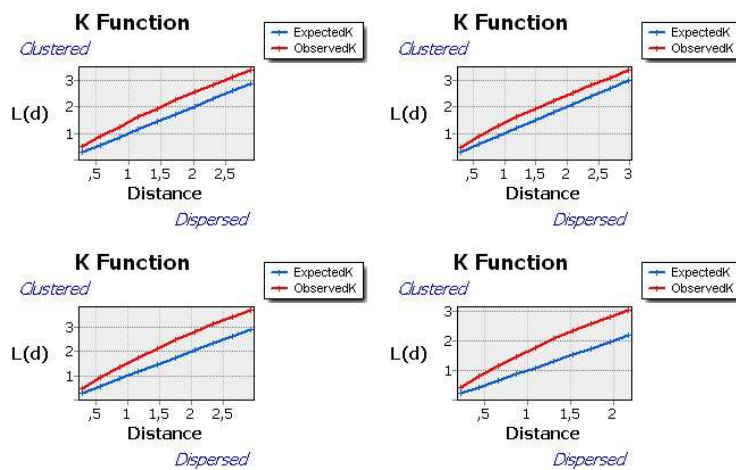 K Function
Clustered
ExpectedK
ObservedK
3
2
1
L(d)
,5 1 1,5 2 2,5
Distance
Dispersed
K Function
Clustered
ExpectedK
ObservedK
3
2
1
L(d)
,5 1 1,5 2 2,5 3
Distance
Dispersed
K Function
Clustered
ExpectedK
ObservedK
3
2
1
L(d)
,5 1 1,5 2 2,5
Distance
Dispersed
K Function
Clustered
ExpectedK
ObservedK
3
2
1
L(d)
,5 1 1,5 2
Distance
Dispersed